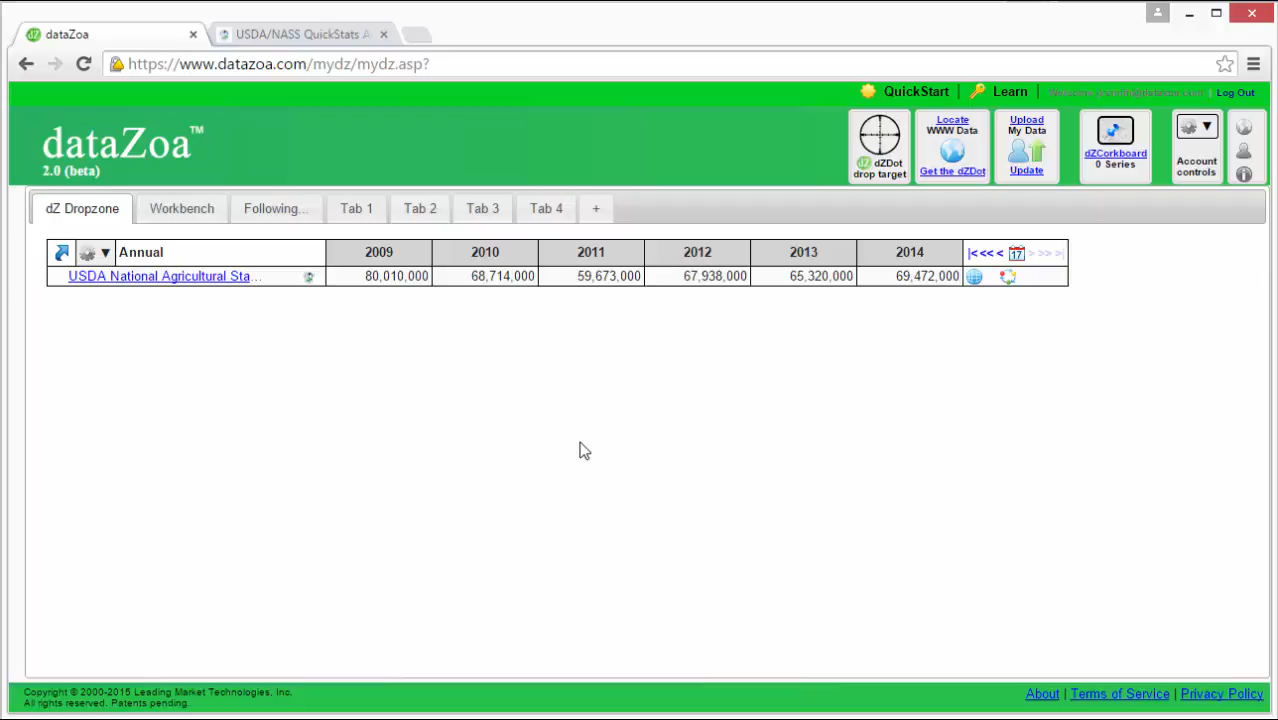 dataZoa
USDA/NASS QuickStats A
https://www.datazoa.com/mydz/mydz.asp?
QuickStart | Learn | | Log Out
dataZoa™
2.0 (beta)
dZDot
drop target
Locate
WWW Data
Get the dZDot
Upload
My Data
Update
dZCorkboard
0 Series
Account
controls
dZ Dropzone Workbench Following... Tab 1 Tab 2 Tab 3 Tab 4 +
Annual 2009 2010 2011 2012 2013 2014 |< << < 17 > >> >|
USDA National Agricultural Sta... 80,010,000 68,714,000 59,673,000 67,938,000 65,320,000 69,472,000
Copyright © 2000-2015 Leading Market Technologies, Inc.
All rights reserved. Patents pending.
About | Terms of Service | Privacy Policy